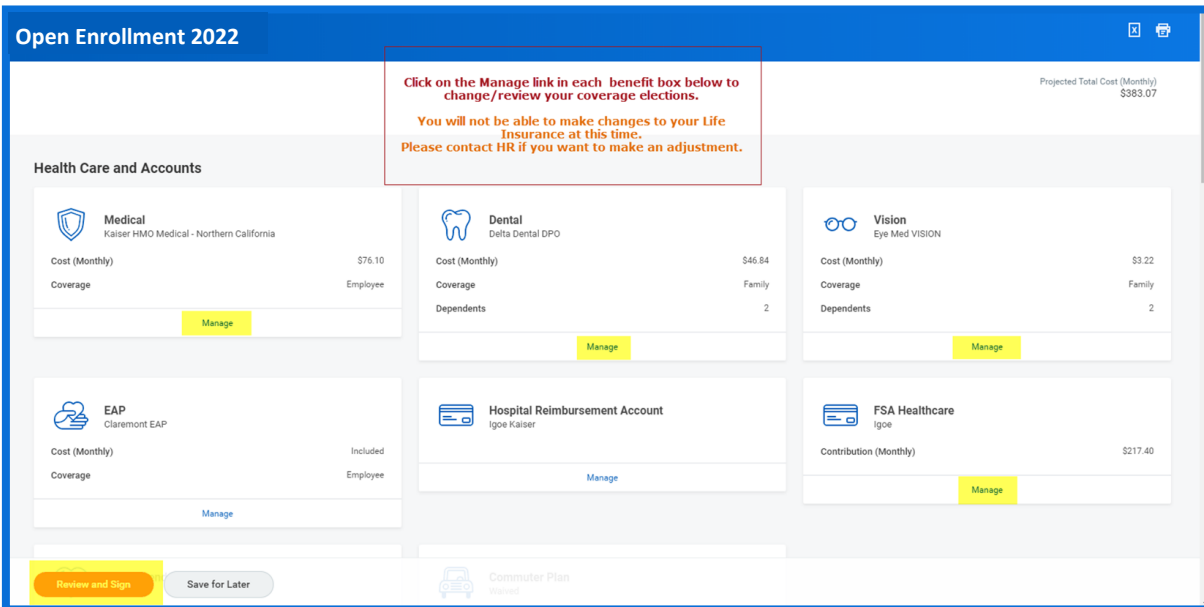 Open Enrollment 2022
Click on the Manage link in each benefit box below to
change/review your coverage elections.
You will not be able to make changes to your Life
Insurance at this time.
Please contact HR if you want to make an adjustment.
Projected Total Cost (Monthly)
$383.07
Health Care and Accounts
Medical
Kaiser HMO Medical - Northern California
Cost (Monthly) $76.10
Coverage Employee
Manage
Dental
Delta Dental DPO
Cost (Monthly) $46.84
Coverage Family
Dependents 2
Manage
Vision
Eye Med VISION
Cost (Monthly) $3.22
Coverage Family
Dependents 2
Manage
EAP
Claremont EAP
Cost (Monthly) Included
Coverage Employee
Manage
Hospital Reimbursement Account
Igoe Kaiser
Manage
FSA Healthcare
Igoe
Contribution (Monthly) $217.40
Manage
Commuter Plan
Waived
Review and Sign
Save for Later